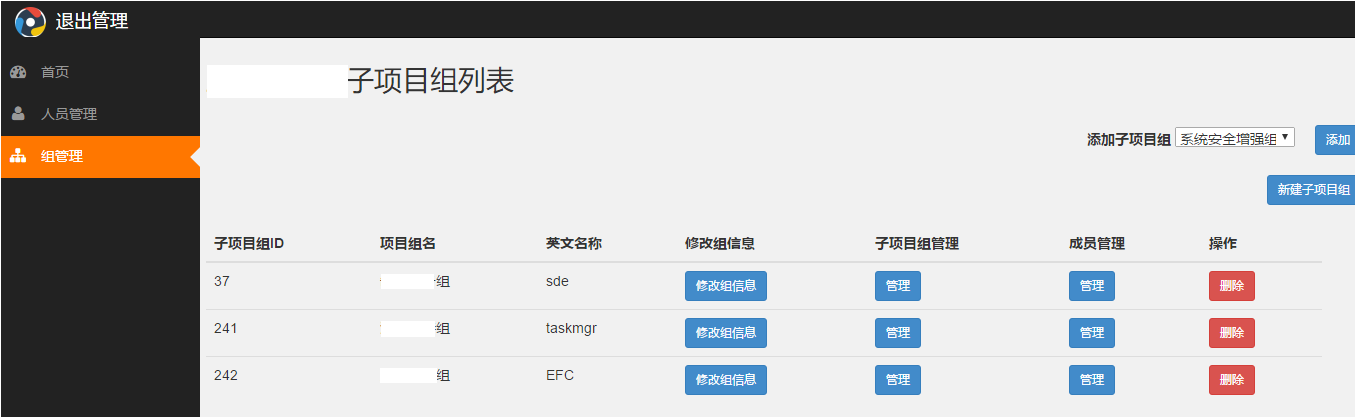 退出管理
首页
人员管理
组管理
子项目组列表
添加子项目组 系统安全增强组 添加
新建子项目组
子项目组ID 项目组名 英文名称 修改组信息 子项目组管理 成员管理 操作
37 组 sde 修改组信息 管理 管理 删除
241 组 taskmgr 修改组信息 管理 管理 删除
242 组 EFC 修改组信息 管理 管理 删除